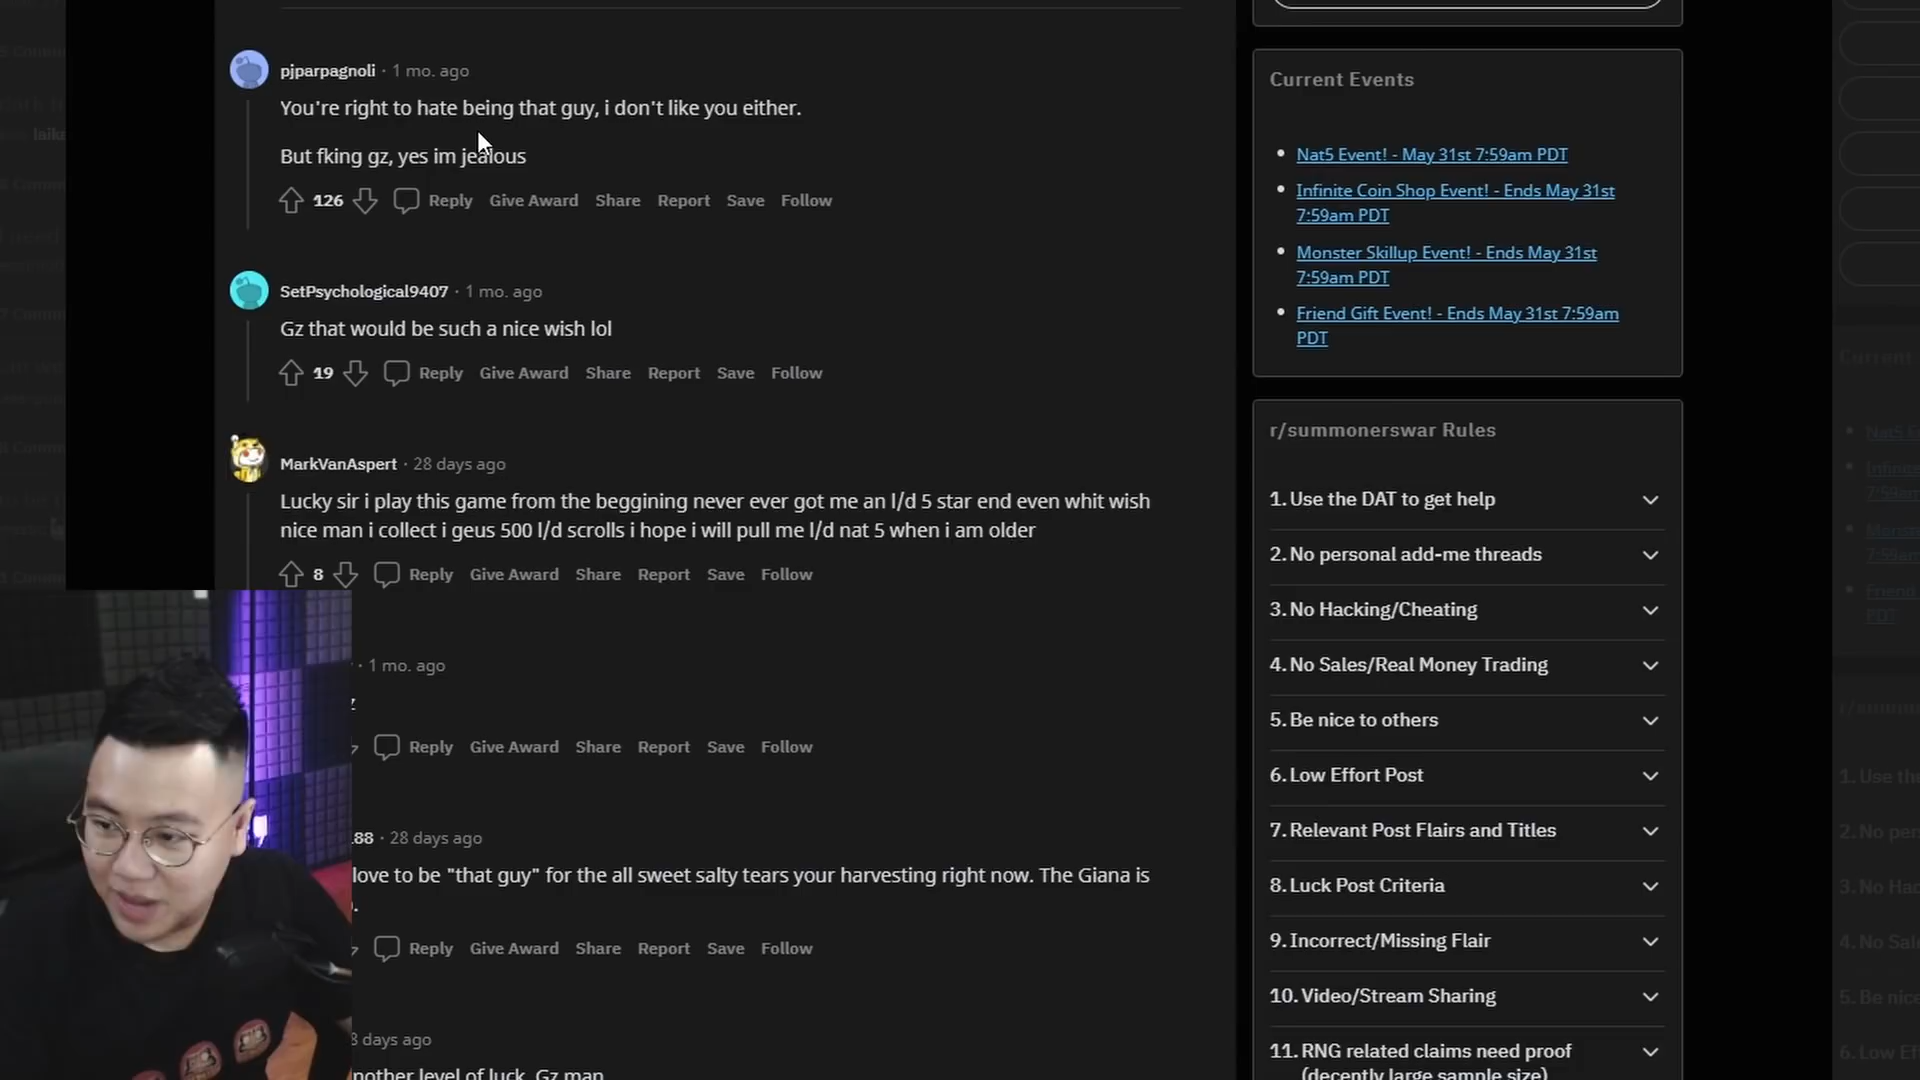 pjparpagnoli · 1 mo. ago
You're right to hate being that guy, i don't like you either.
But fking gz, yes im jealous
126 Reply Give Award Share Report Save Follow
SetPsychological9407 · 1 mo. ago
Gz that would be such a nice wish lol
19 Reply Give Award Share Report Save Follow
MarkVanAspert · 28 days ago
Lucky sir i play this game from the beggining never ever got me an l/d 5 star end even whit wish
nice man i collect i geus 500 l/d scrolls i hope i will pull me l/d nat 5 when i am older
8 Reply Give Award Share Report Save Follow
· 1 mo. ago
Reply Give Award Share Report Save Follow
88 · 28 days ago
love to be "that guy" for the all sweet salty tears your harvesting right now. The Giana is
Reply Give Award Share Report Save Follow
8 days ago
nother level of luck. Gz man
Current Events
Nat5 Event! - May 31st 7:59am PDT
Infinite Coin Shop Event! - Ends May 31st
7:59am PDT
Monster Skillup Event! - Ends May 31st
7:59am PDT
Friend Gift Event! - Ends May 31st 7:59am
PDT
r/summonerswar Rules
1. Use the DAT to get help
2. No personal add-me threads
3. No Hacking/Cheating
4. No Sales/Real Money Trading
5. Be nice to others
6. Low Effort Post
7. Relevant Post Flairs and Titles
8. Luck Post Criteria
9. Incorrect/Missing Flair
10. Video/Stream Sharing
11. RNG related claims need proof
(decently large sample size)